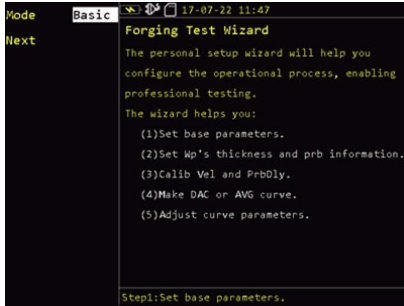 Mode Basic
Next
17-07-22 11:47
Forging Test Wizard
The personal setup wizard will help you
configure the operational process, enabling
professional testing.
The wizard helps you:
(1)Set base parameters.
(2)Set Wp's thickness and prb information.
(3)Calib Vel and PrbDly.
(4)Make DAC or AVG curve.
(5)Adjust curve parameters.
Step1:Set base parameters.